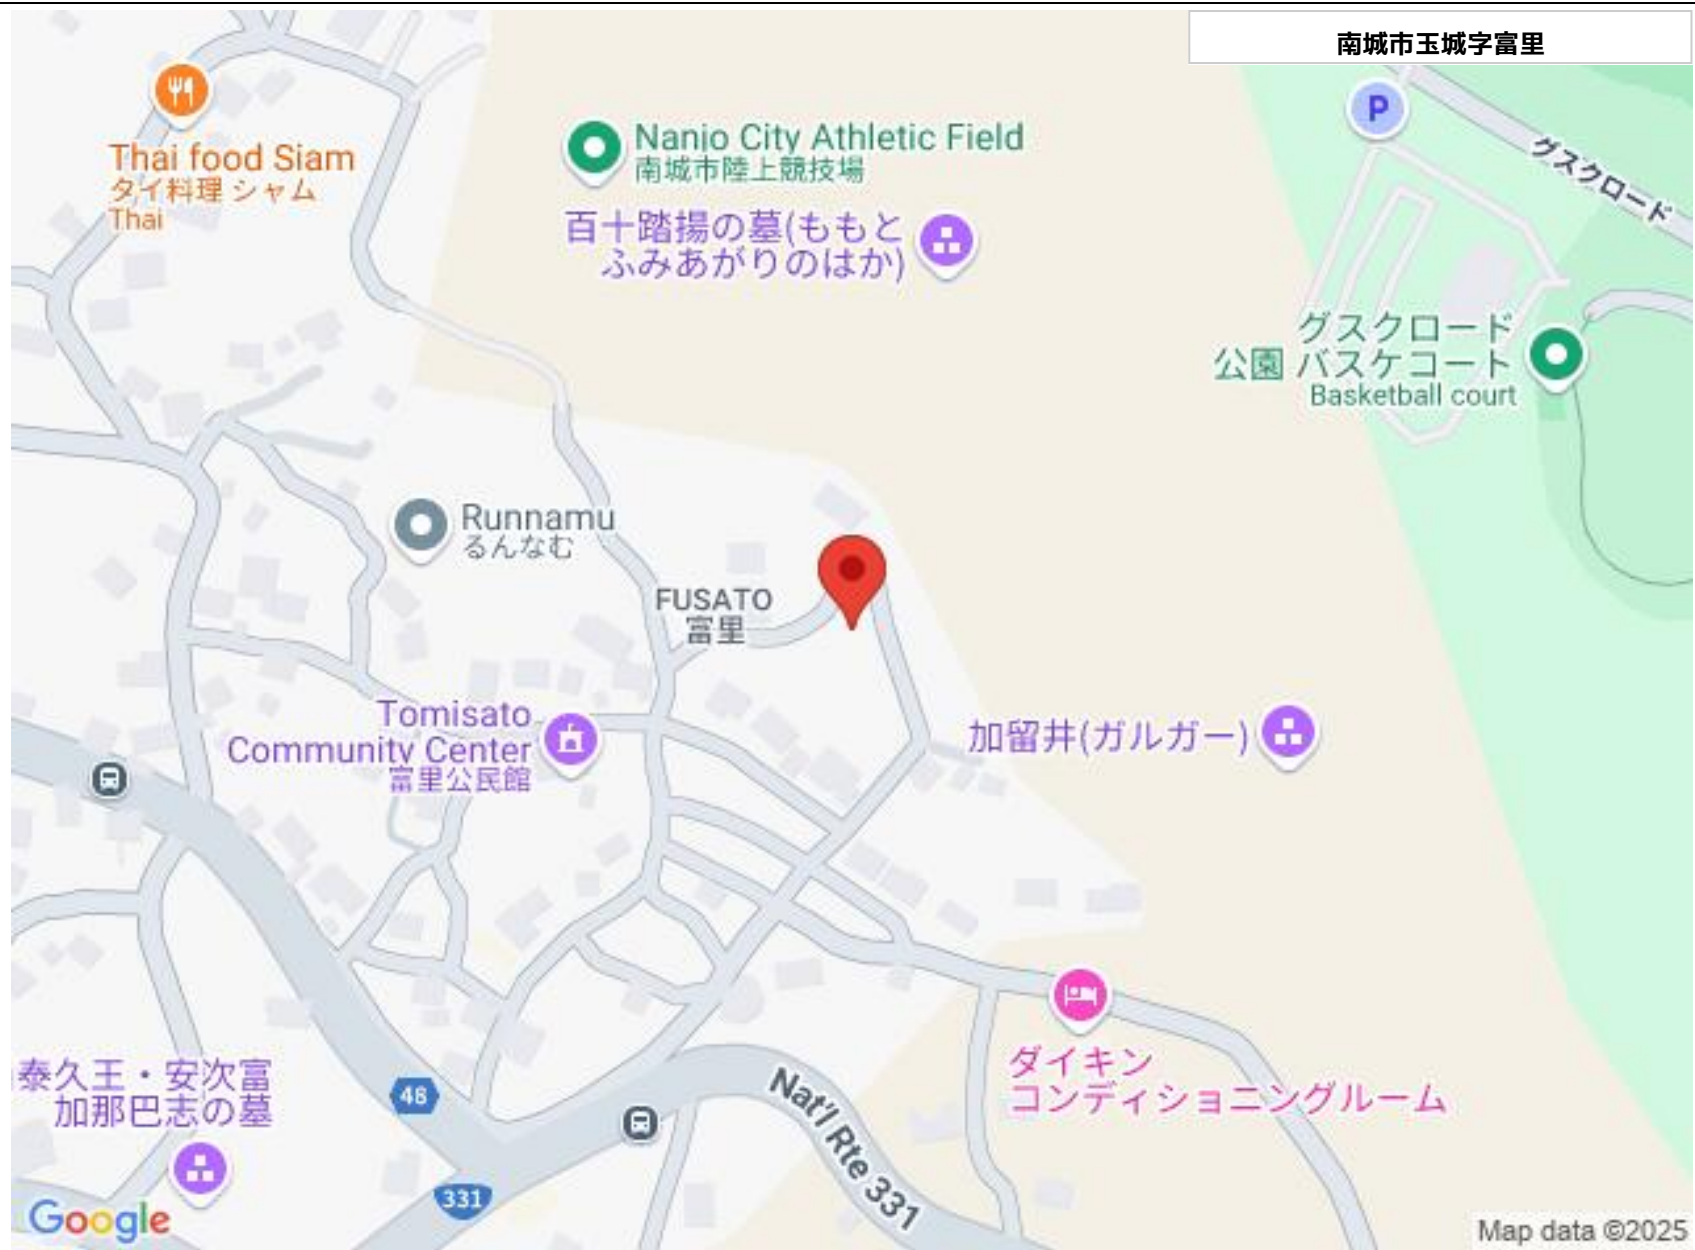 南城市玉城字富里
P
グスクロード
Nanjo City Athletic Field
南城市陸上競技場
Thai food Siam
タイ料理 シャム
Thai
百十踏揚の墓(ももと
ふみあがりのはか)
グスクロード
公園 バスケコート
Basketball court
Runnamu
るんなむ
FUSATO
富里
Tomisato
Community Center
富里公民館
加留井(ガルガー)
ダイキン
コンディショニングルーム
泰久王・安次富
加那巴志の墓
48
Nat'l Rte 331
331
Google
Map data ©2025